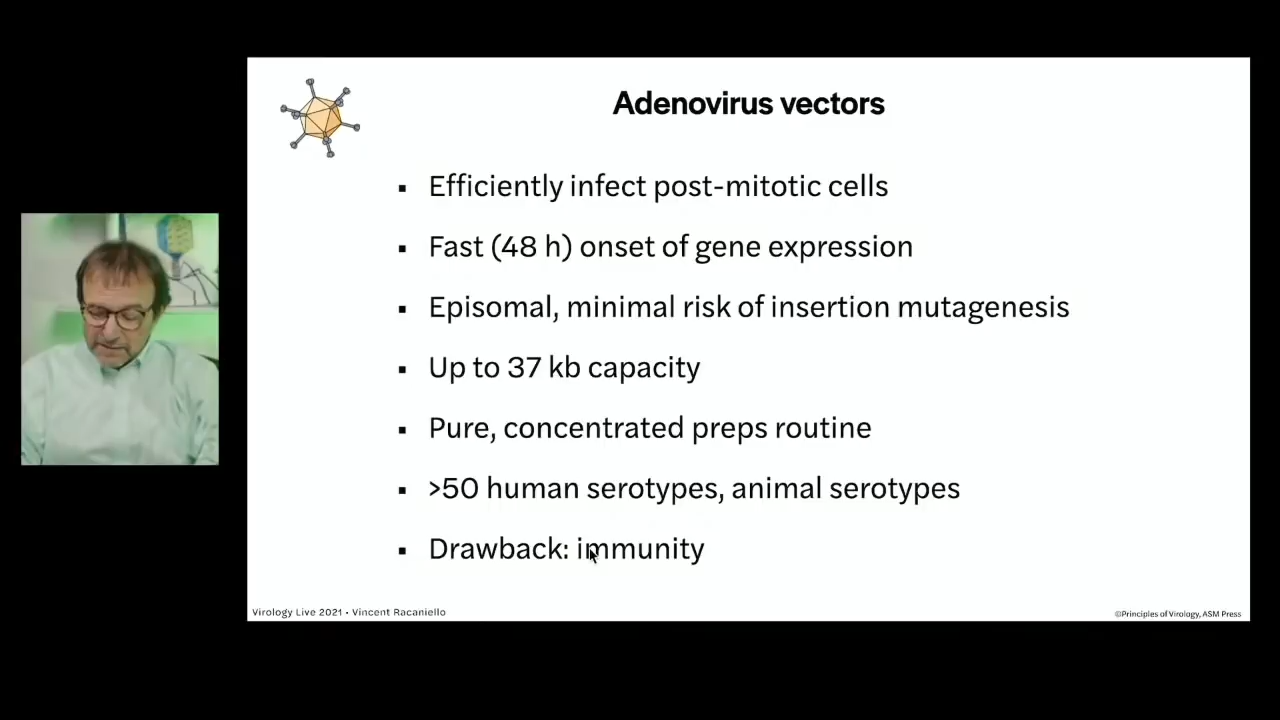 Adenovirus vectors
▪ Efficiently infect post-mitotic cells
▪ Fast (48 h) onset of gene expression
▪ Episomal, minimal risk of insertion mutagenesis
▪ Up to 37 kb capacity
▪ Pure, concentrated preps routine
▪ >50 human serotypes, animal serotypes
▪ Drawback: immunity
Virology Live 2021 • Vincent Racaniello
©Principles of Virology, ASM Press